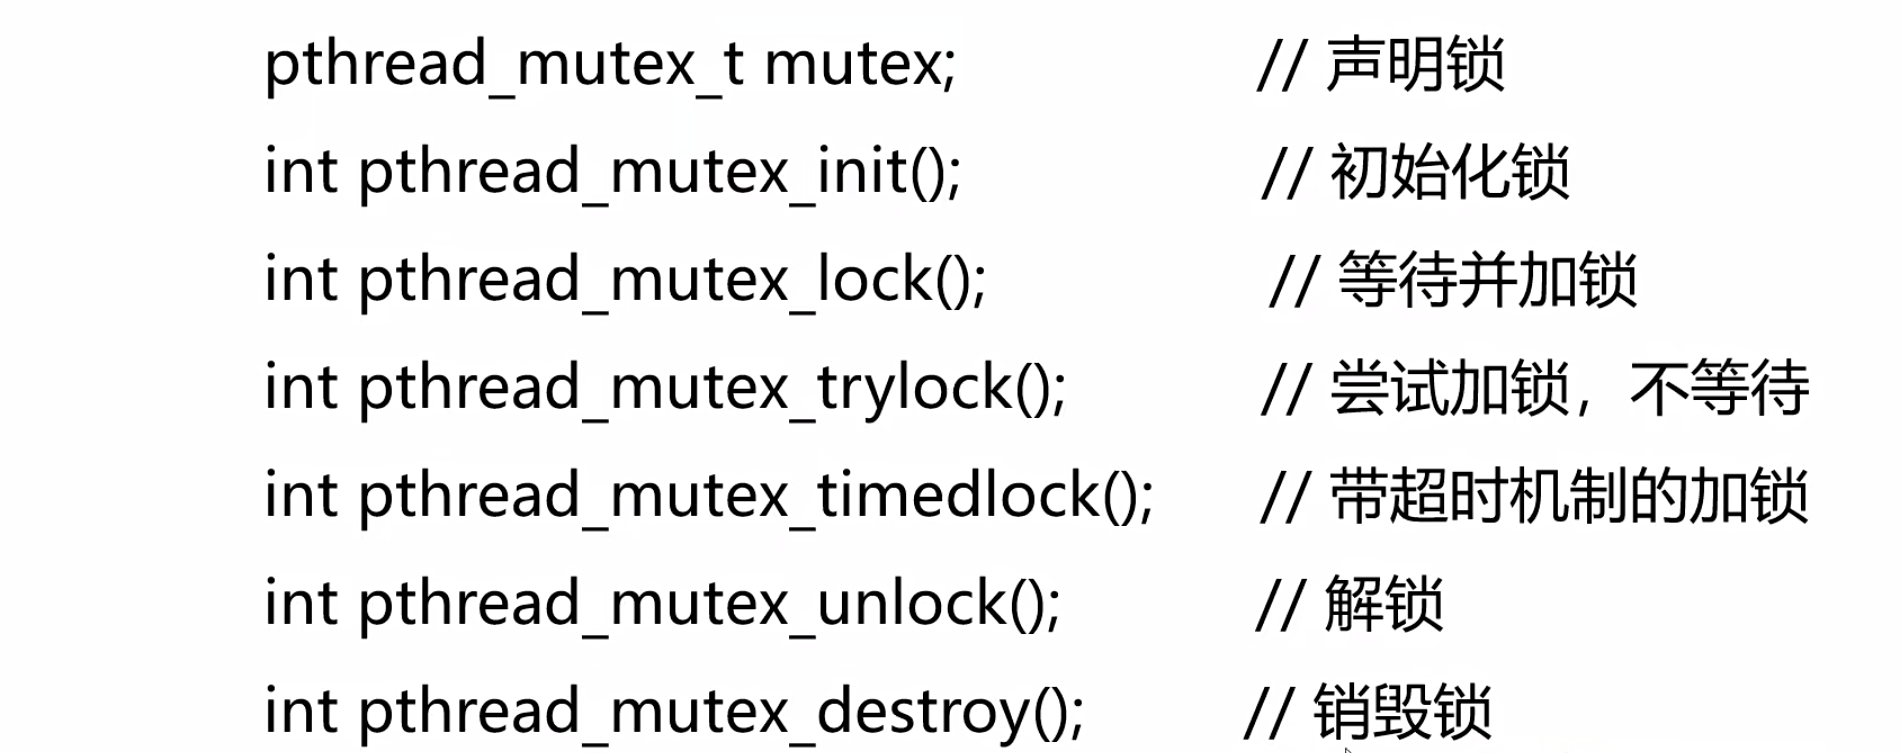 pthread_mutex_t mutex; // 声明锁
int pthread_mutex_init(); // 初始化锁
int pthread_mutex_lock(); // 等待并加锁
int pthread_mutex_trylock(); // 尝试加锁，不等待
int pthread_mutex_timedlock(); // 带超时机制的加锁
int pthread_mutex_unlock(); // 解锁
int pthread_mutex_destroy(); // 销毁锁